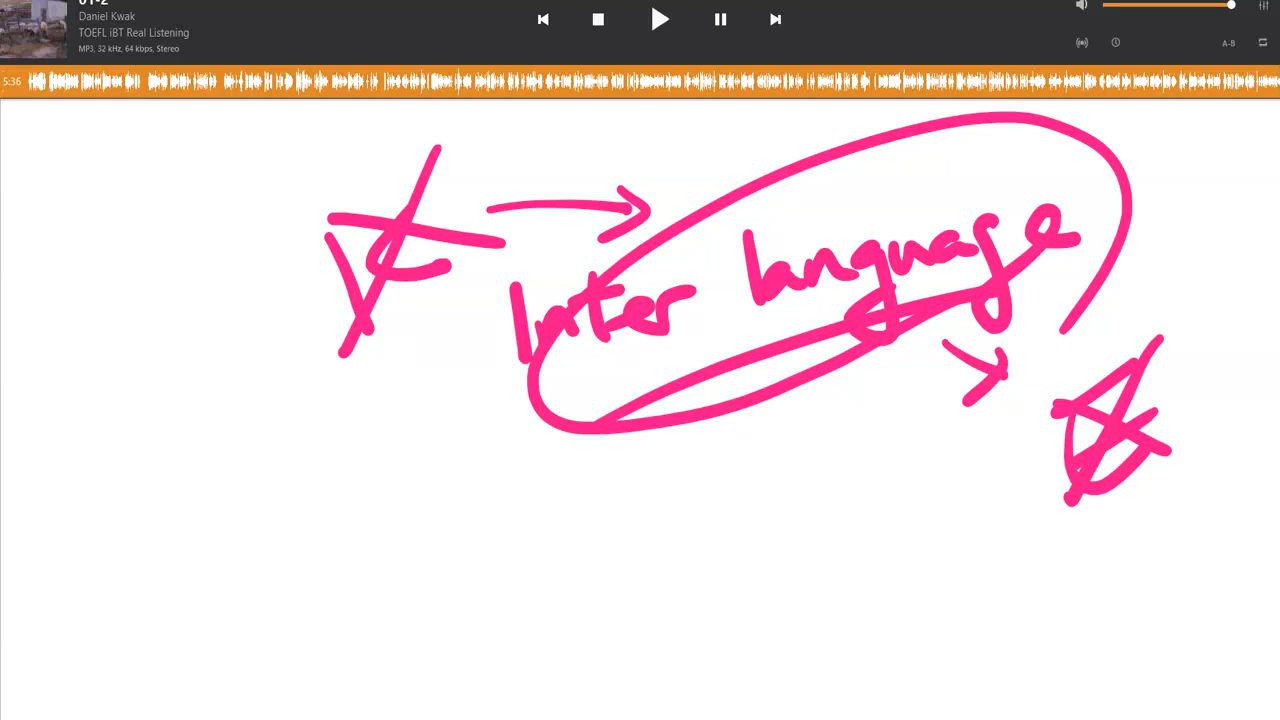 01-2
Daniel Kwak
TOEFL iBT Real Listening
MP3, 32 kHz, 64 kbps, Stereo
A-B
5:36
Inter language